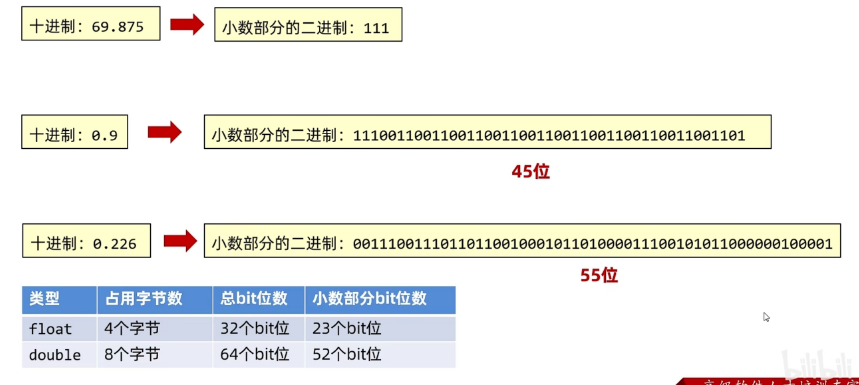 十进制：69.875
小数部分的二进制：111
十进制：0.9
小数部分的二进制：111001100110011001100110011001100110011001101
45位
十进制：0.226
小数部分的二进制：0011100111011011001000101101000011100101011000000100001
55位
类型 占用字节数 总bit位数 小数部分bit位数
float 4个字节 32个bit位 23个bit位
double 8个字节 64个bit位 52个bit位
bilibili